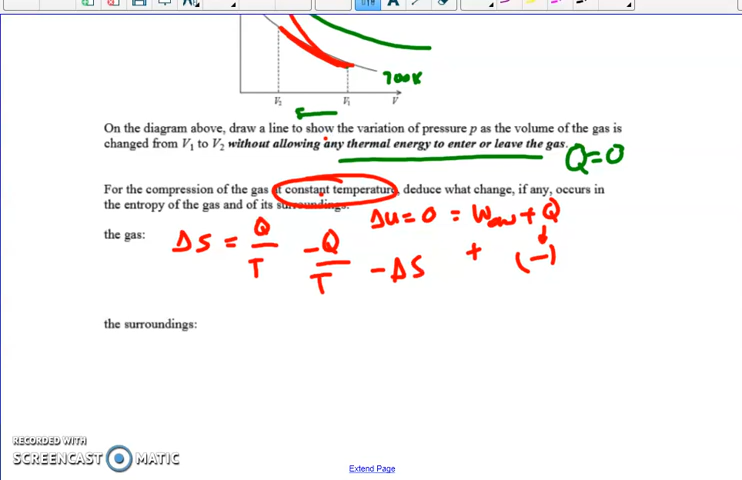 700K
V₂ V₁ V
On the diagram above, draw a line to show the variation of pressure p as the volume of the gas is
changed from V₁ to V₂ without allowing any thermal energy to enter or leave the gas.
Q=0
For the compression of the gas at constant temperature, deduce what change, if any, occurs in
the entropy of the gas and of its surroundings.
ΔU=0 = Won + Q
the gas: ΔS = Q/T -Q/T -ΔS + (-)
the surroundings:
RECORDED WITH
SCREENCAST MATIC
Extend Page